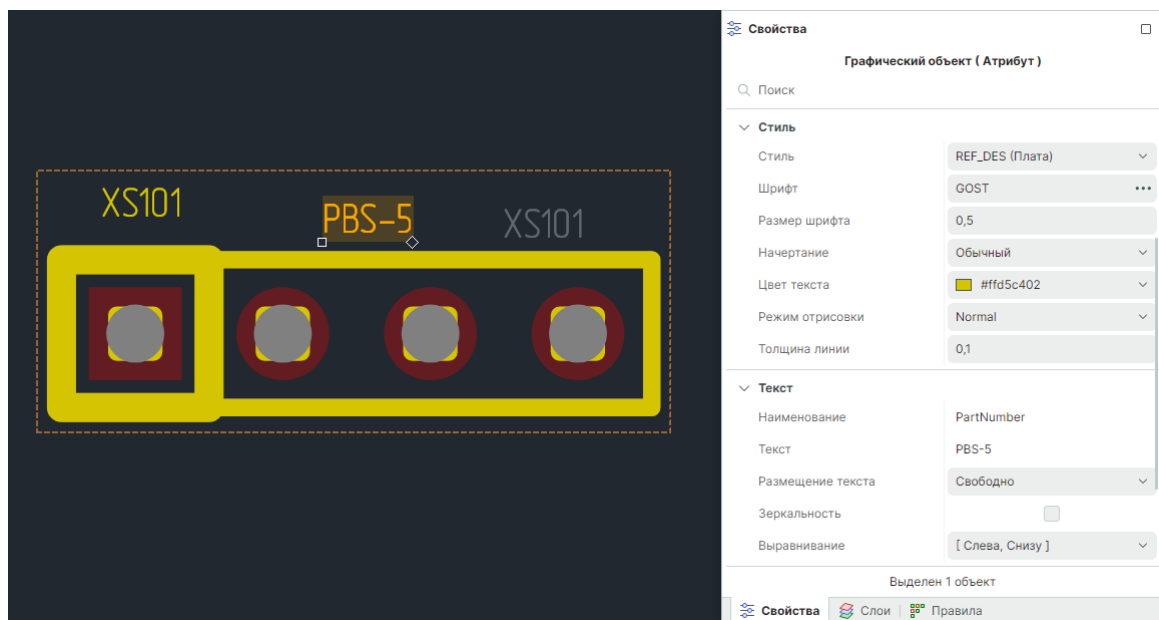 XS101
PBS-5
XS101
Свойства
Графический объект ( Атрибут )
Поиск
Стиль
Стиль REF_DES (Плата)
Шрифт GOST ...
Размер шрифта 0,5
Начертание Обычный
Цвет текста #ffd5c402
Режим отрисовки Normal
Толщина линии 0,1
Текст
Наименование PartNumber
Текст PBS-5
Размещение текста Свободно
Зеркальность
Выравнивание [ Слева, Снизу ]
Выделен 1 объект
Свойства Слои Правила